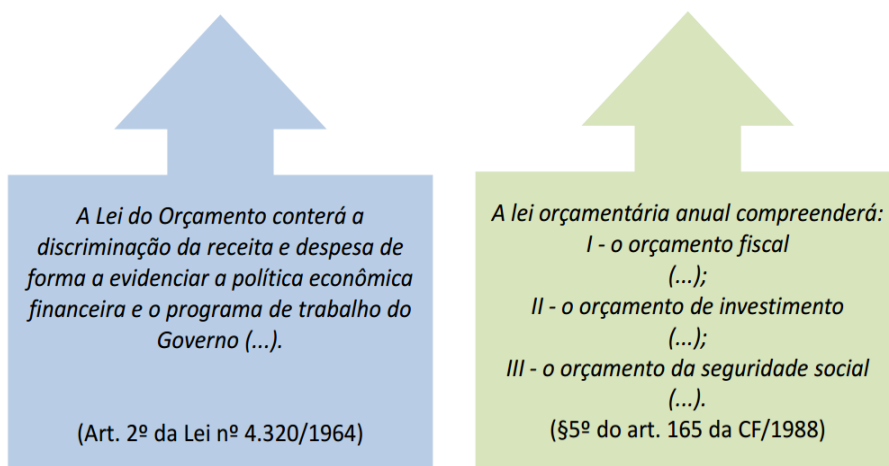 A Lei do Orçamento conterá a
discriminação da receita e despesa de
forma a evidenciar a política econômica
financeira e o programa de trabalho do
Governo (...).
(Art. 2º da Lei nº 4.320/1964)
A lei orçamentária anual compreenderá:
I - o orçamento fiscal
(...);
II - o orçamento de investimento
(...);
III - o orçamento da seguridade social
(...).
(§5º do art. 165 da CF/1988)